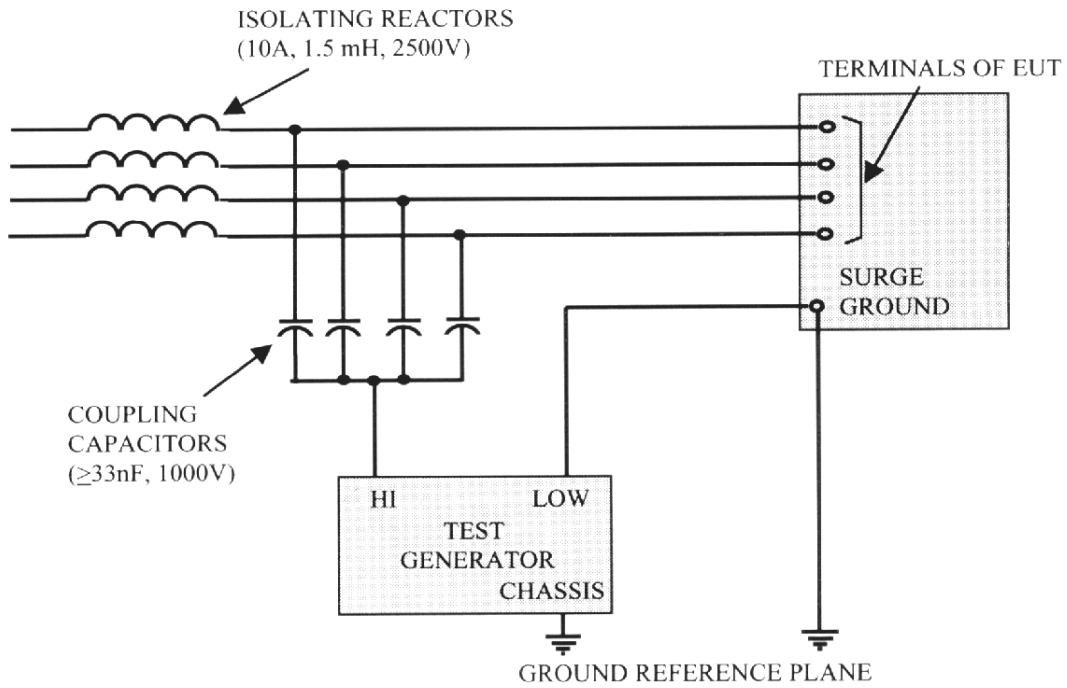 ISOLATING REACTORS
(10A, 1.5 mH, 2500V)
TERMINALS OF EUT
SURGE
GROUND
COUPLING
CAPACITORS
(≥33nF, 1000V)
HI
LOW
TEST
GENERATOR
CHASSIS
GROUND REFERENCE PLANE